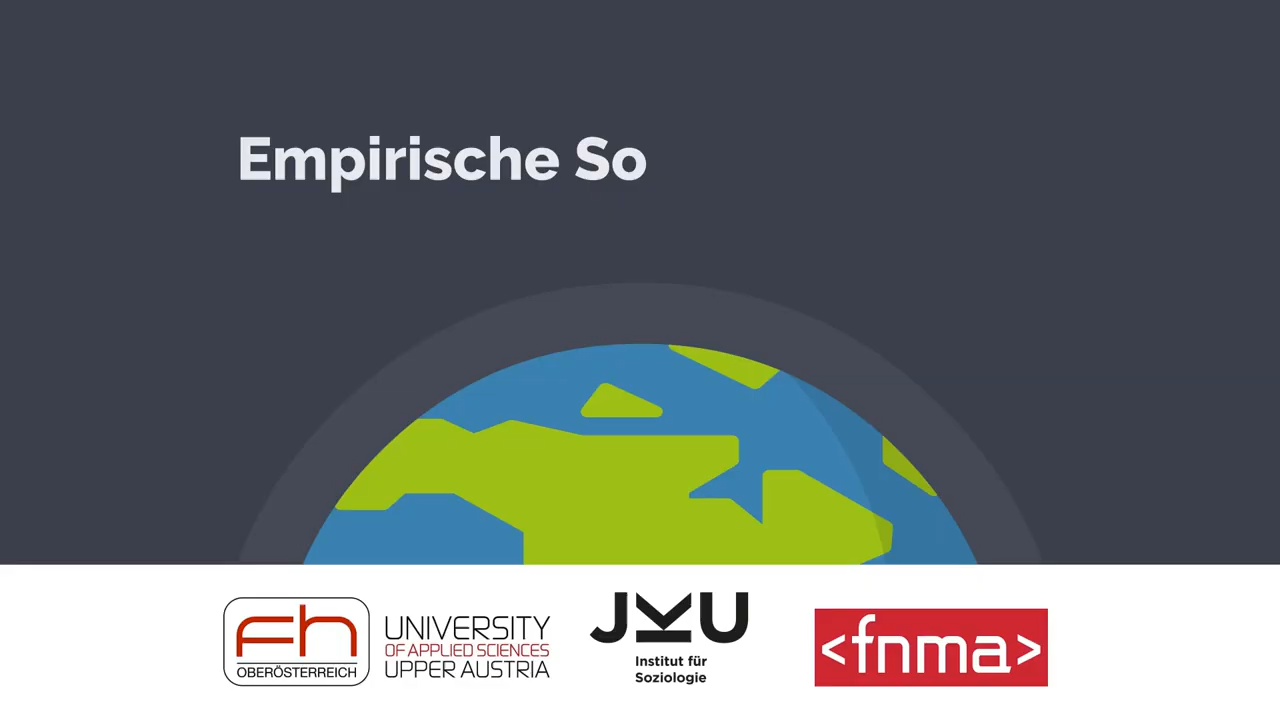 Empirische So
fh
OBERÖSTERREICH
UNIVERSITY
OF APPLIED SCIENCES
UPPER AUSTRIA
JKU
Institut für
Soziologie
<fnma>